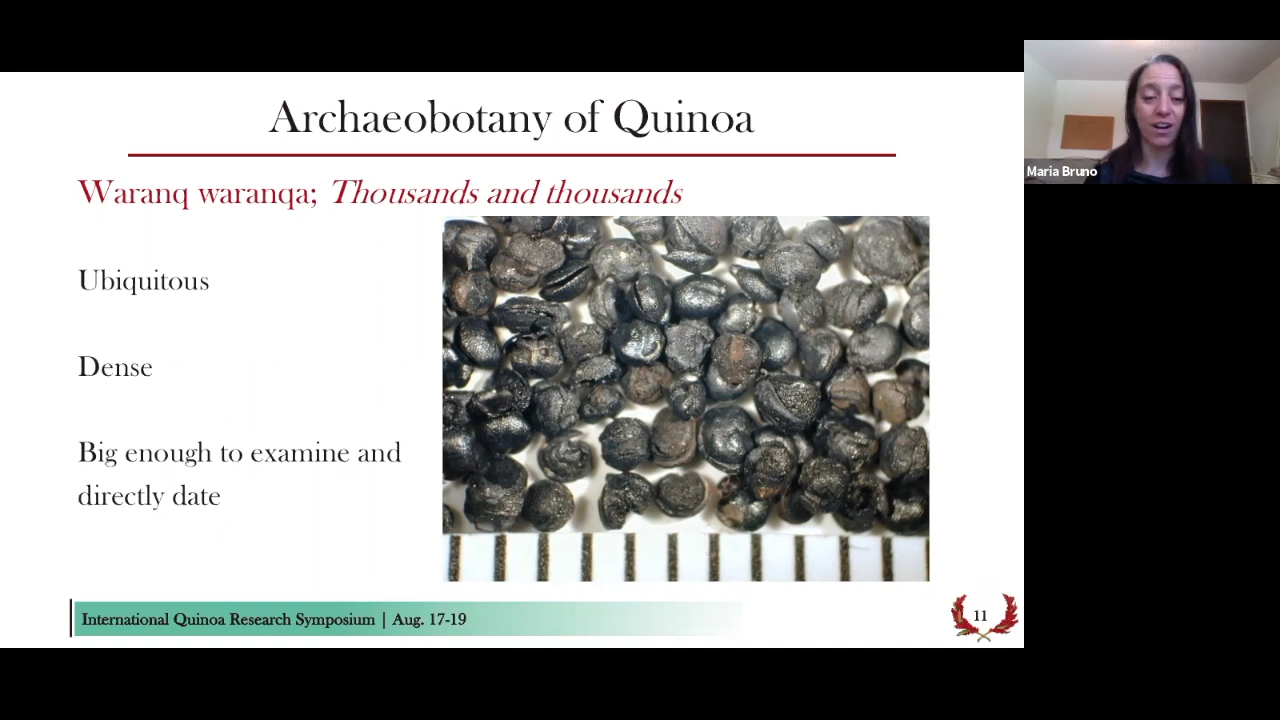 Archaeobotany of Quinoa
Waranq waranqa; Thousands and thousands
Ubiquitous
Dense
Big enough to examine and
directly date
International Quinoa Research Symposium | Aug. 17-19
11
Maria Bruno